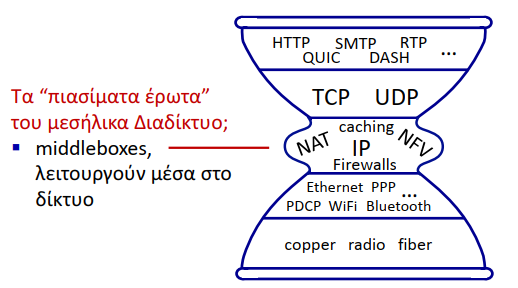 Τα “πιασίματα έρωτα”
του μεσήλικα Διαδίκτυο;
▪ middleboxes,
λειτουργούν μέσα στο
δίκτυο
HTTP SMTP RTP
QUIC DASH ...
TCP UDP
caching
NAT IP NFV
Firewalls
Ethernet PPP ...
PDCP WiFi Bluetooth
copper radio fiber